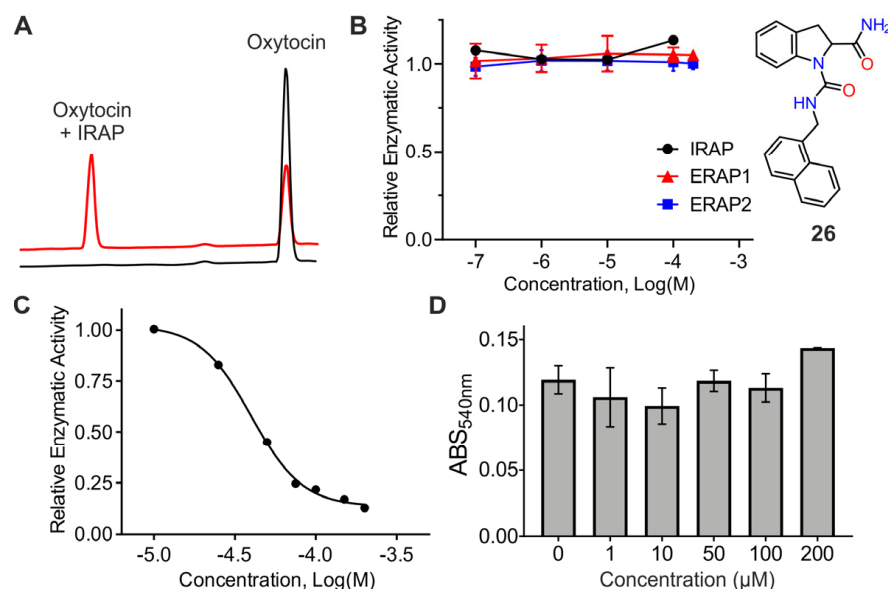 A
Oxytocin
Oxytocin
+ IRAP
B
Relative Enzymatic Activity
1.0
0.5
0.0
IRAP
ERAP1
ERAP2
-7
-6
-5
-4
-3
Concentration, Log(M)
NH2
O
N
O
HN
26
C
Relative Enzymatic Activity
1.00
0.75
0.50
0.25
0.00
-5.0
-4.5
-4.0
-3.5
Concentration, Log(M)
D
ABS540nm
0.15
0.10
0.05
0.00
0
1
10
50
100
200
Concentration (µM)